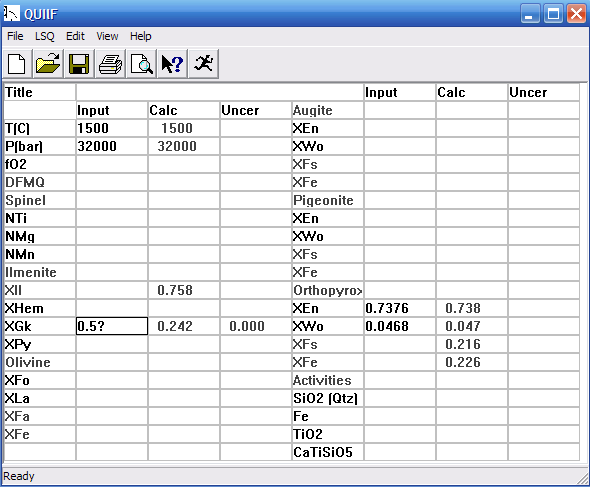 QUIlF
File LSQ Edit View Help
Title Input Calc Uncer
Input Calc Uncer Augite
T(C) 1500 1500 XEn
P(bar) 32000 32000 XWo
fO2 XFs
DFMQ XFe
Spinel Pigeonite
NTi XEn
NMg XWo
NMn XFs
Ilmenite XFe
XIl 0.758 Orthopyro>
XHem XEn 0.7376 0.738
XGk 0.5? 0.242 0.000 XWo 0.0468 0.047
XPy XFs 0.216
Olivine XFe 0.226
XFo Activities
XLa SiO2 (Qtz)
XFa Fe
XFe TiO2
CaTiSiO5
Ready